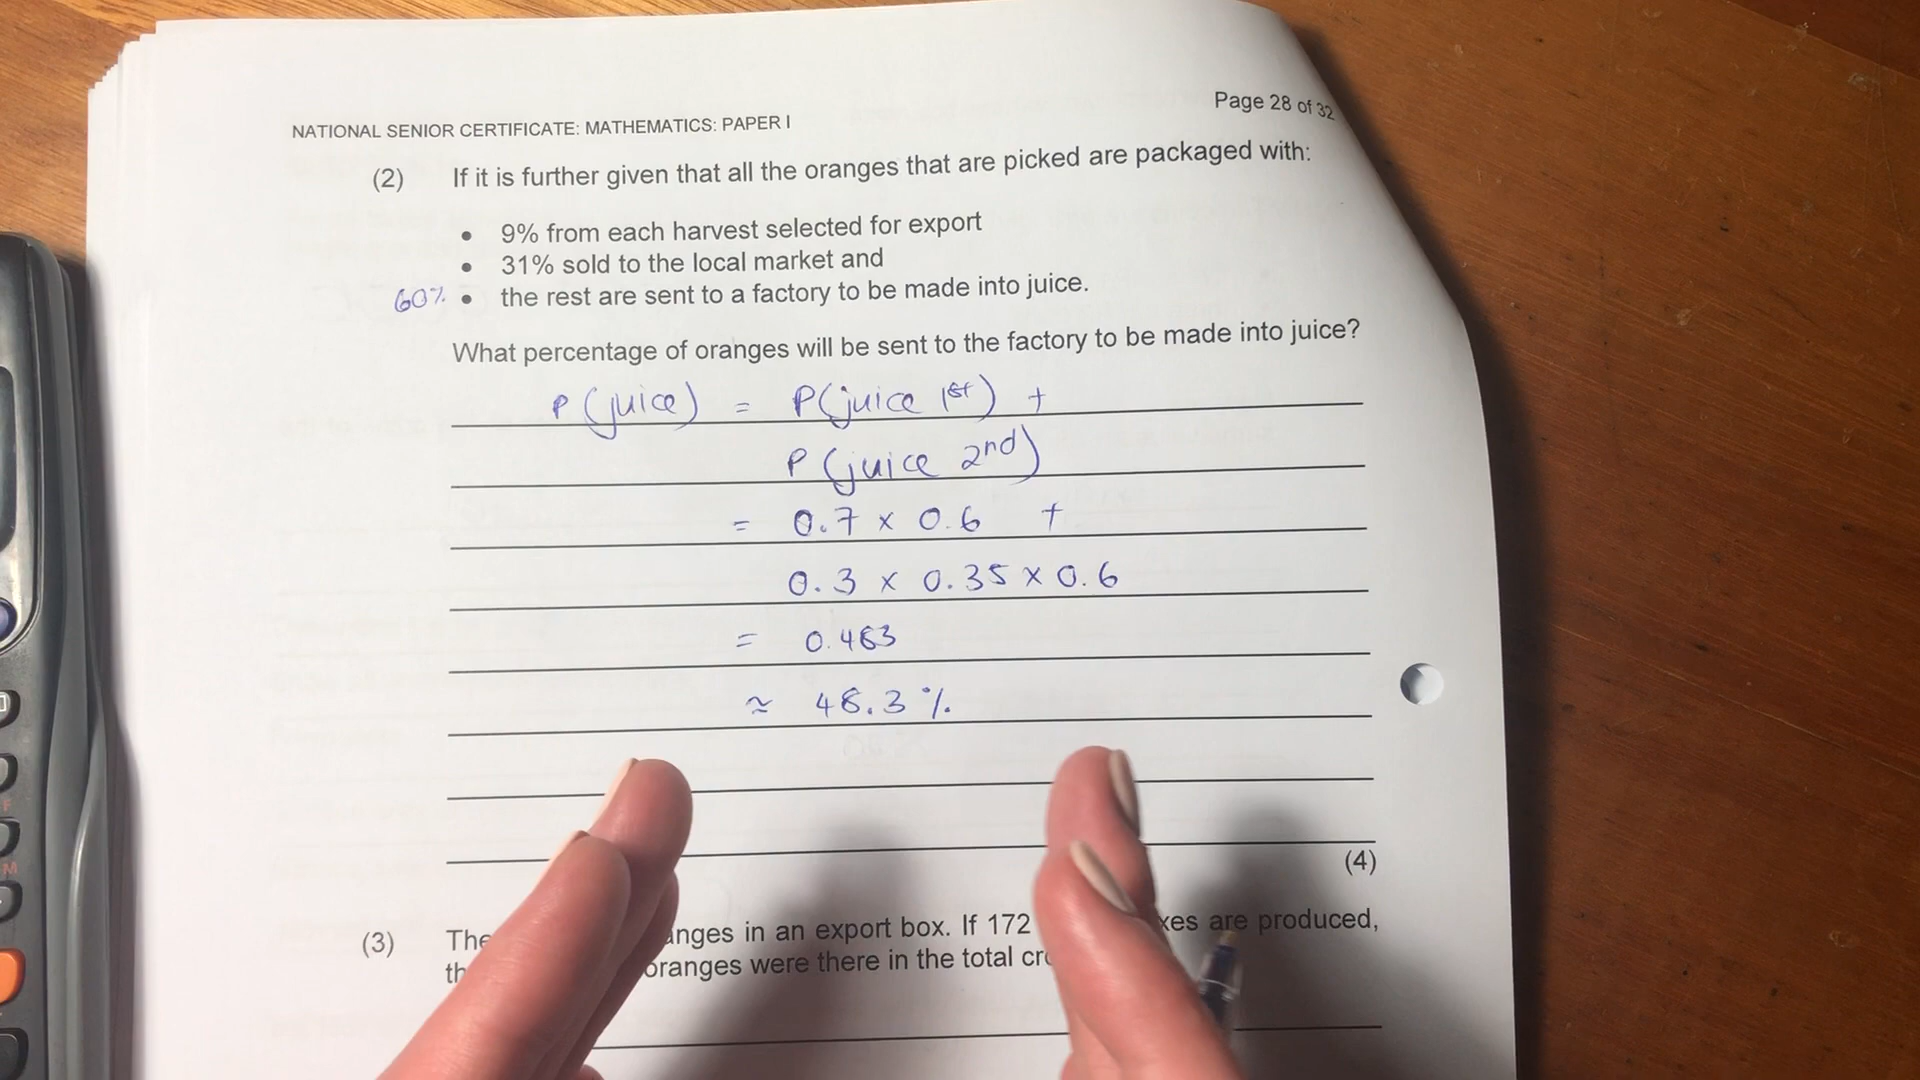 Page 28 of 32
NATIONAL SENIOR CERTIFICATE: MATHEMATICS: PAPER I
(2) If it is further given that all the oranges that are picked are packaged with:
• 9% from each harvest selected for export
• 31% sold to the local market and
60% • the rest are sent to a factory to be made into juice.
What percentage of oranges will be sent to the factory to be made into juice?
P(juice) = P(juice 1st) +
P(juice 2nd)
= 0.7 × 0.6 +
0.3 × 0.35 × 0.6
= 0.483
≈ 48.3%
(4)
(3) The in an export box. If 172 are produced,
oranges were there in the total